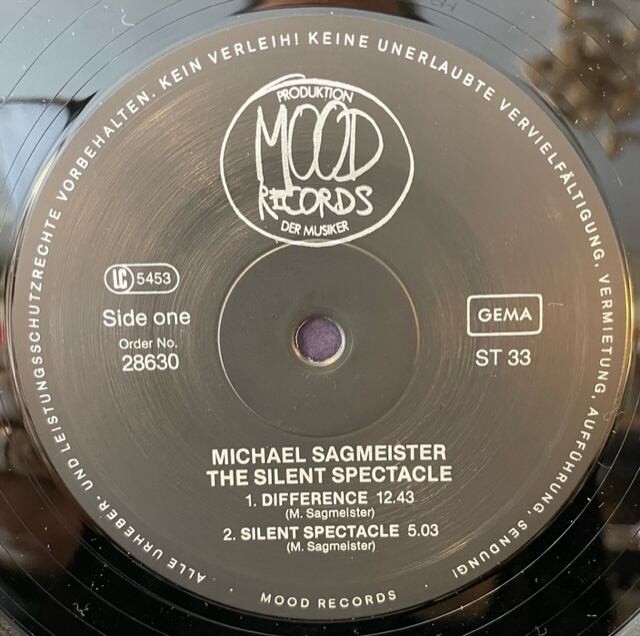 ALLE URHEBER- UND LEISTUNGSSCHUTZRECHTE VORBEHALTEN. KEIN VERLEIH! KEINE UNERLAUBTE VERVIELFÄLTIGUNG, VERMIETUNG, AUFFÜHRUNG, SENDUNG!
PRODUKTION
MOOD
RECORDS
DER MUSIKER
LC 5453
Side one
Order No.
28630
GEMA
ST 33
MICHAEL SAGMEISTER
THE SILENT SPECTACLE
1. DIFFERENCE 12.43
(M. Sagmeister)
2. SILENT SPECTACLE 5.03
(M. Sagmeister)
· MOOD RECORDS ·